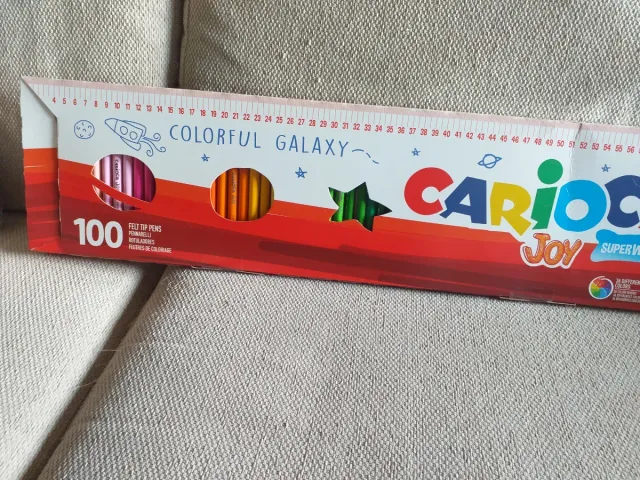 4 5 6 7 8 9 10 11 12 13 14 15 16 17 18 19 20 21 22 23 24 25 26 27 28 29 30 31 32 33 34 35 36 37 38 39 40 41 42 43 44 45 46 47 48 49 50 51 52 53 54 55 56
COLORFUL GALAXY
CARIOCA
JOY
SUPER W
100
FELT TIP PENS
PENNARELLI
ROTULADORES
FEUTRES DE COLORIAGE
COLORS